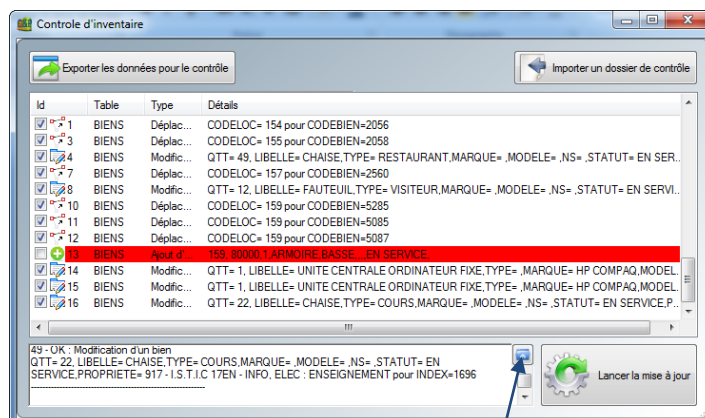 Controle d'inventaire
Exporter les données pour le contrôle
Importer un dossier de contrôle
Id Table Type Détails
1 BIENS Déplac... CODELOC= 154 pour CODEBIEN=2056
3 BIENS Déplac... CODELOC= 155 pour CODEBIEN=2058
4 BIENS Modific... QTT= 49, LIBELLE= CHAISE,TYPE= RESTAURANT,MARQUE= ,MODELE= ,NS= ,STATUT= EN SER..
7 BIENS Déplac... CODELOC= 157 pour CODEBIEN=2560
8 BIENS Modific... QTT= 12, LIBELLE= FAUTEUIL,TYPE= VISITEUR,MARQUE= ,MODELE= ,NS= ,STATUT= EN SERVI..
10 BIENS Déplac... CODELOC= 159 pour CODEBIEN=5285
11 BIENS Déplac... CODELOC= 159 pour CODEBIEN=5085
12 BIENS Déplac... CODELOC= 159 pour CODEBIEN=5087
13 BIENS Ajout d'... 159, 80000,1,ARMOIRE,BASSE,,,,EN SERVICE,
14 BIENS Modific... QTT= 1, LIBELLE= UNITE CENTRALE ORDINATEUR FIXE,TYPE= ,MARQUE= HP COMPAQ,MODEL..
15 BIENS Modific... QTT= 1, LIBELLE= UNITE CENTRALE ORDINATEUR FIXE,TYPE= ,MARQUE= HP COMPAQ,MODEL..
16 BIENS Modific... QTT= 22, LIBELLE= CHAISE,TYPE= COURS,MARQUE= ,MODELE= ,NS= ,STATUT= EN SERVICE,P..
49 - OK : Modification d'un bien
QTT= 22, LIBELLE= CHAISE,TYPE= COURS,MARQUE= ,MODELE= ,NS= ,STATUT= EN
SERVICE,PROPRIETE= 917 - I.S.T.I.C 17EN - INFO, ELEC : ENSEIGNEMENT pour INDEX=1696
----------------------------------------------------------
Lancer la mise à jour